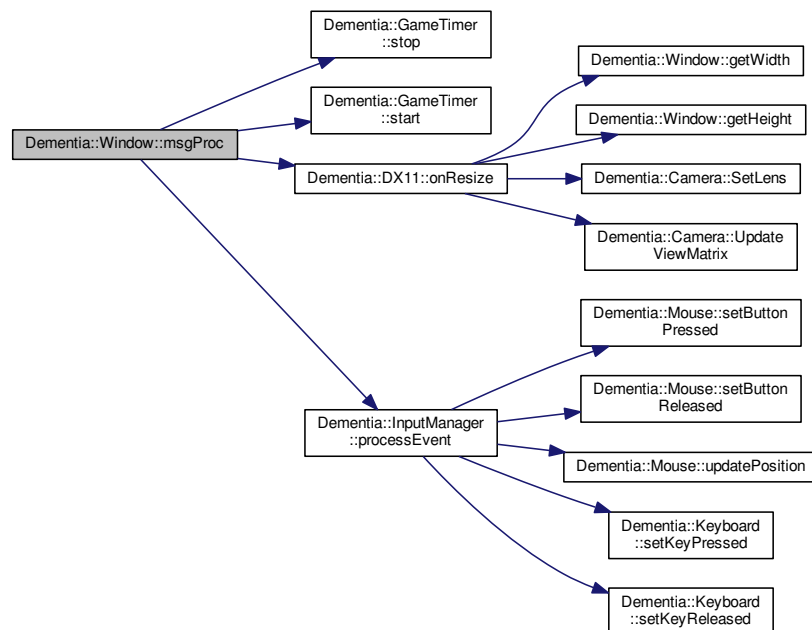 Dementia::GameTimer
::stop
Dementia::Window::getWidth
Dementia::GameTimer
::start
Dementia::Window::getHeight
Dementia::Window::msgProc
Dementia::DX11::onResize
Dementia::Camera::SetLens
Dementia::Camera::Update
ViewMatrix
Dementia::Mouse::setButton
Pressed
Dementia::Mouse::setButton
Released
Dementia::InputManager
::processEvent
Dementia::Mouse::updatePosition
Dementia::Keyboard
::setKeyPressed
Dementia::Keyboard
::setKeyReleased